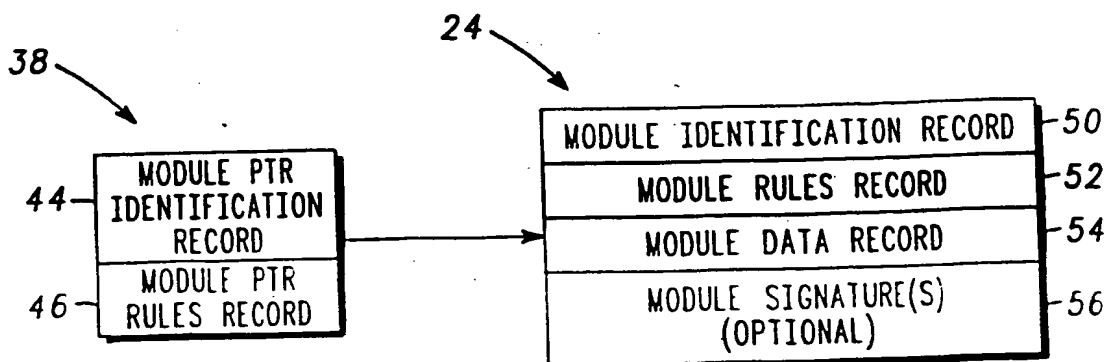 38
24
44
MODULE PTR
IDENTIFICATION
RECORD
46
MODULE PTR
RULES RECORD
MODULE IDENTIFICATION RECORD
50
MODULE RULES RECORD
52
MODULE DATA RECORD
54
MODULE SIGNATURE(S)
(OPTIONAL)
56